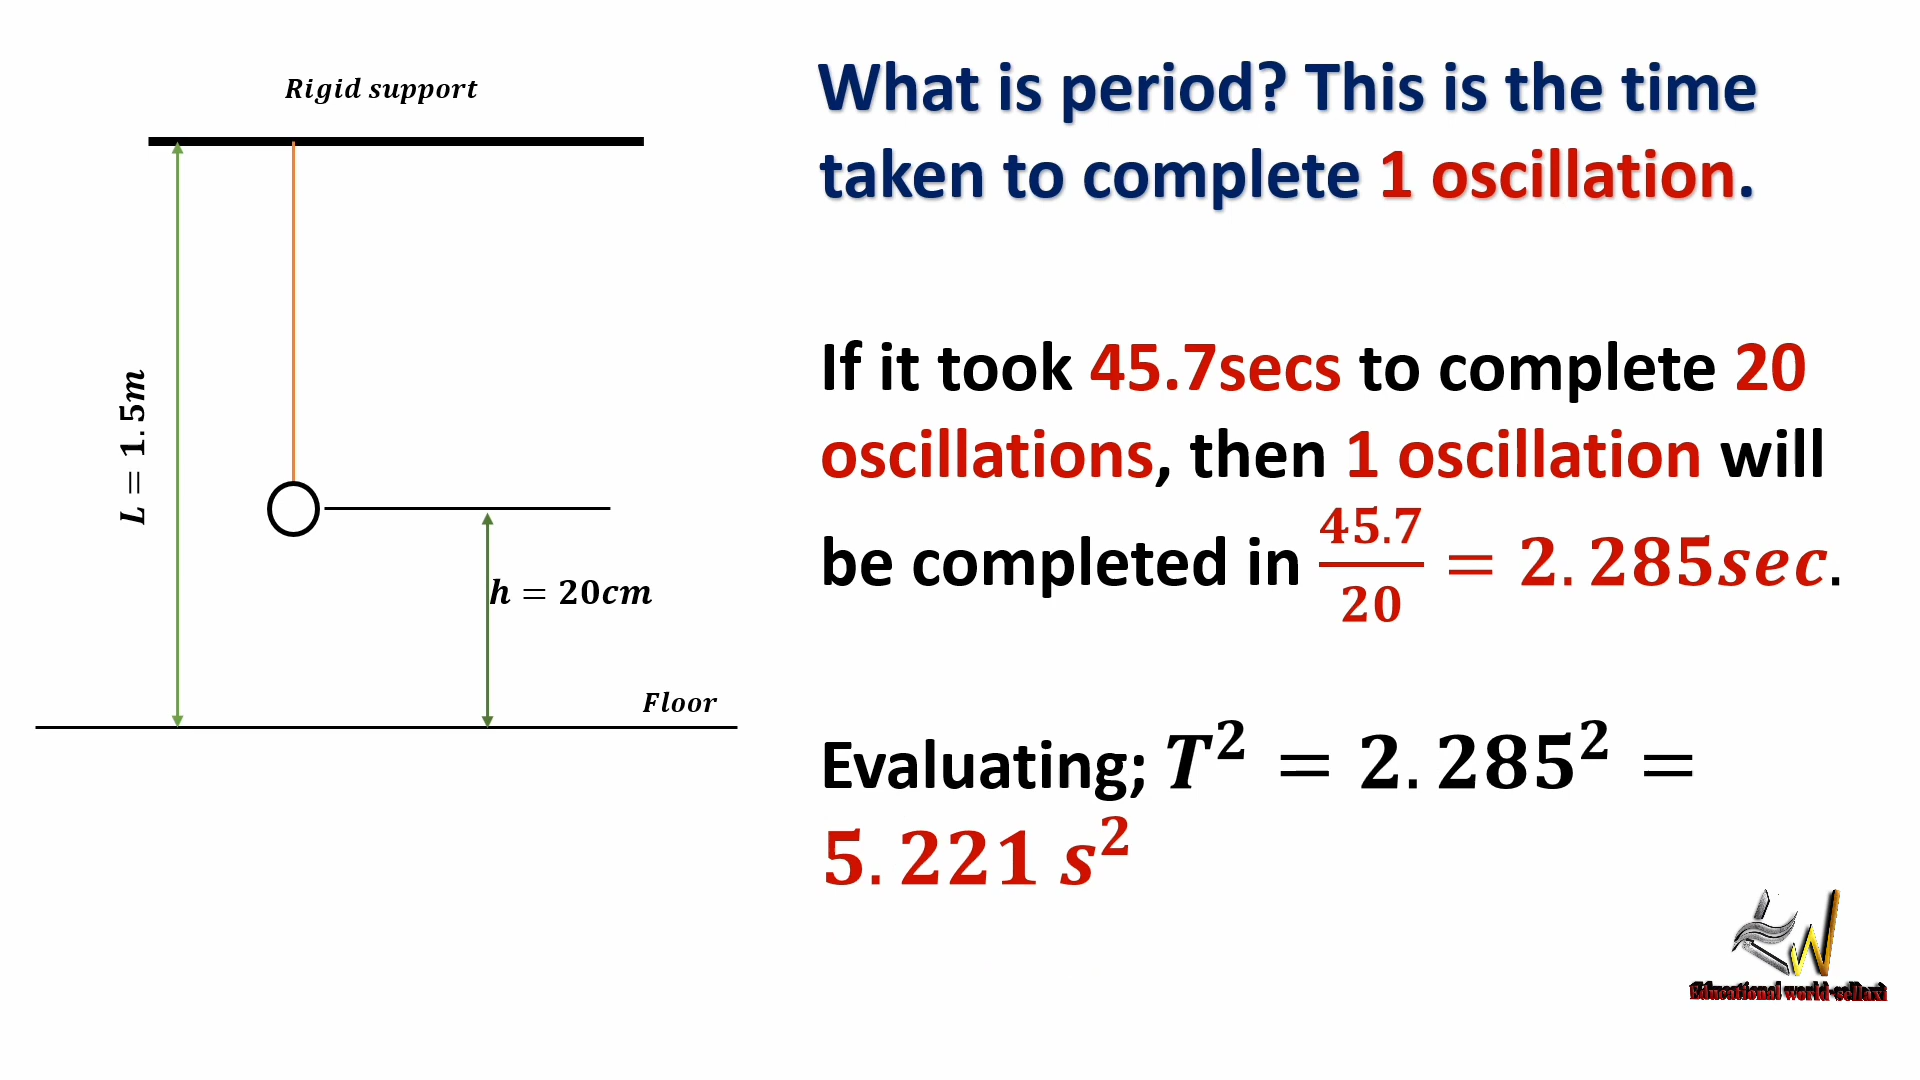 Rigid support
L = 1.5m
h = 20cm
Floor
What is period? This is the time
taken to complete 1 oscillation.
If it took 45.7secs to complete 20
oscillations, then 1 oscillation will
be completed in 45.7/20 = 2.285sec.
Evaluating; T² = 2.285² =
5.221 s²
Educational world